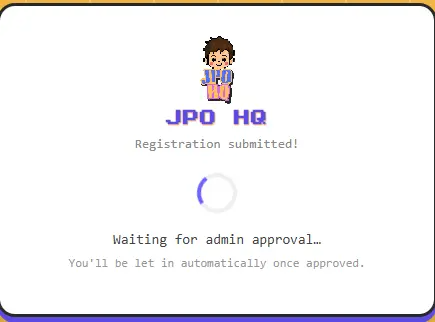 JPO
HQ
JPO HQ
Registration submitted!
Waiting for admin approval…
You'll be let in automatically once approved.